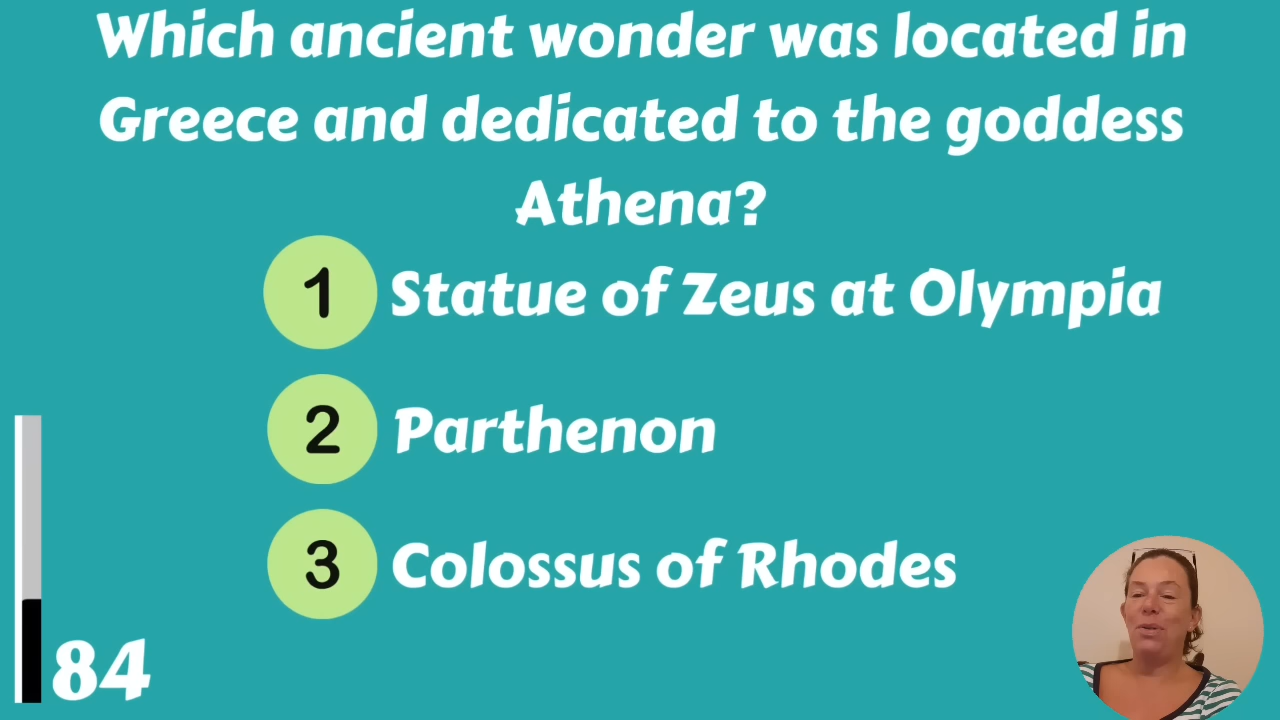 Which ancient wonder was located in
Greece and dedicated to the goddess
Athena?
1 Statue of Zeus at Olympia
2 Parthenon
3 Colossus of Rhodes
84